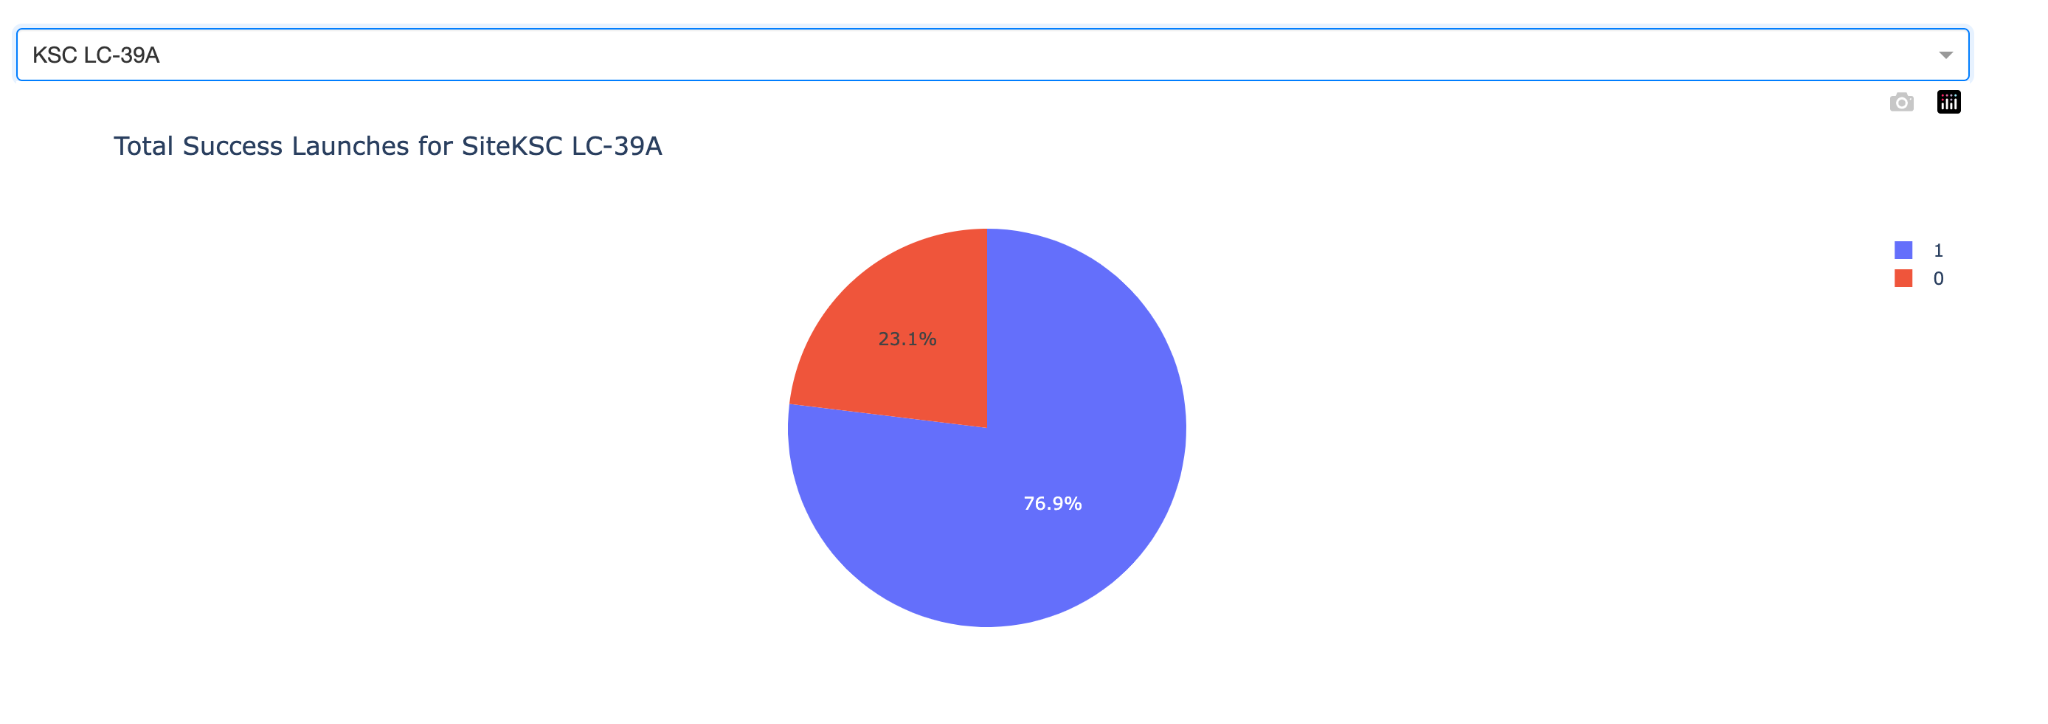 KSC LC-39A
Total Success Launches for SiteKSC LC-39A
1
0
23.1%
76.9%